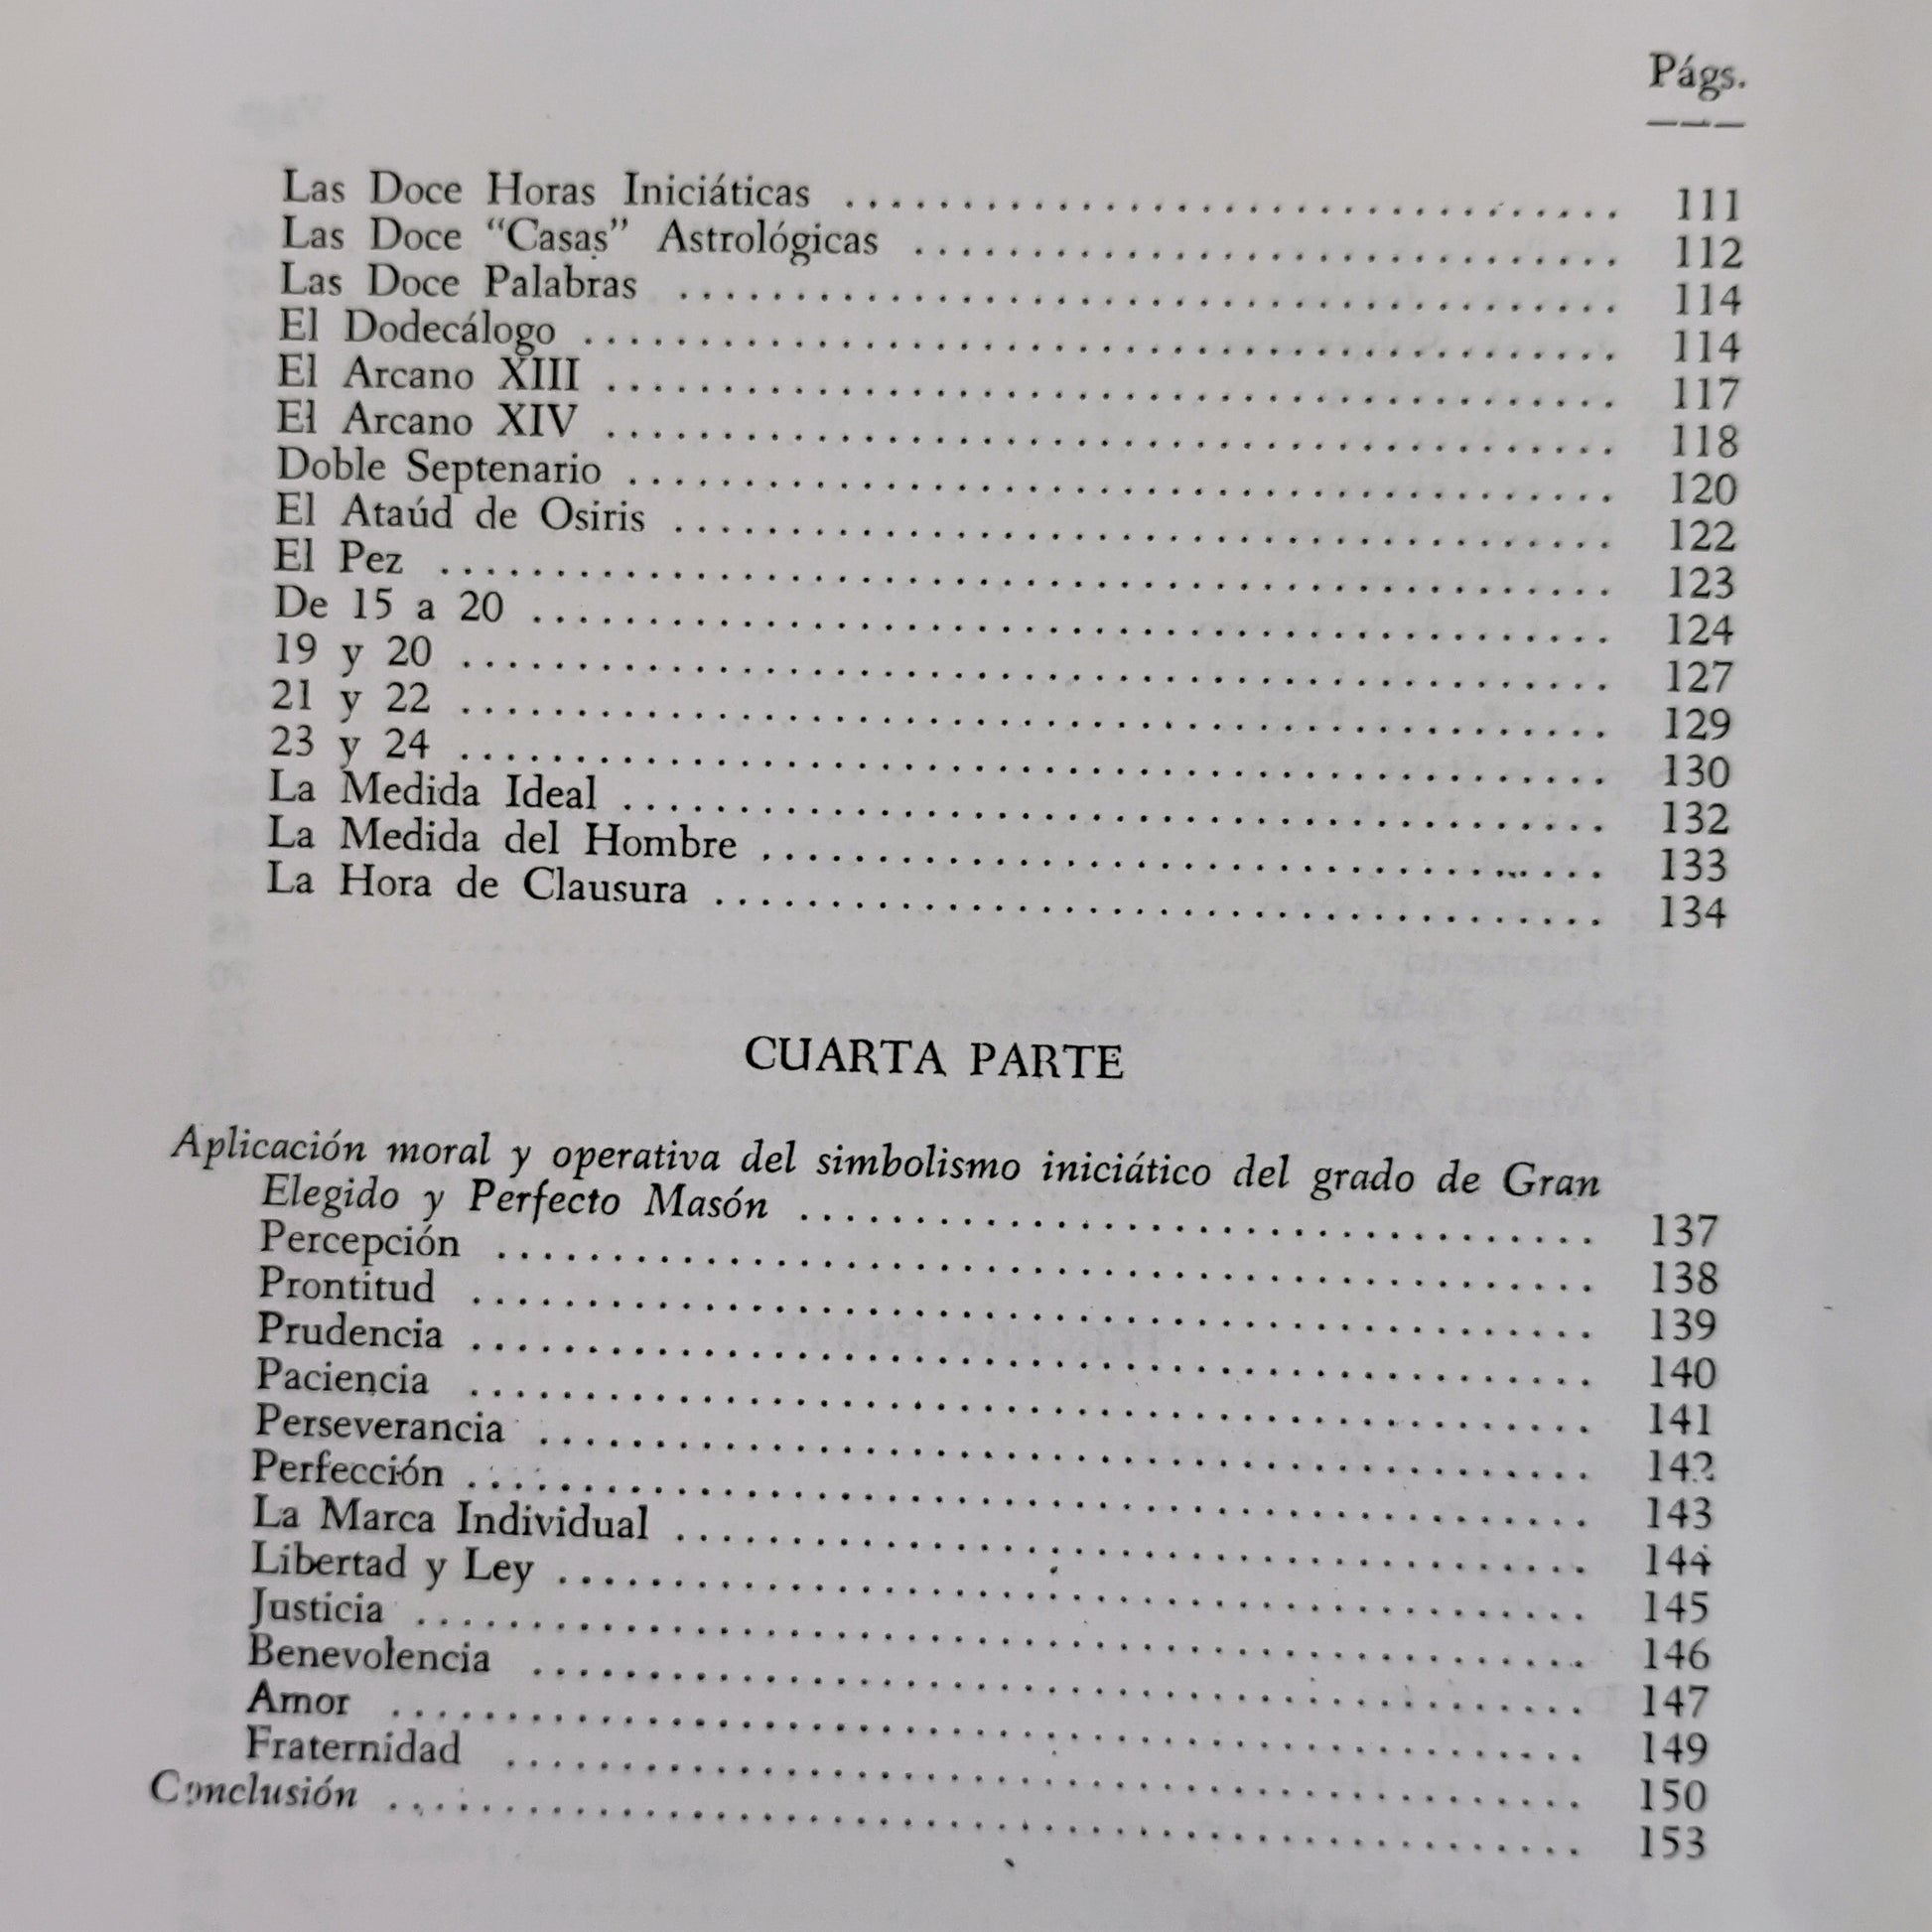 Págs.
Las Doce Horas Iniciáticas ........ 111
Las Doce “Casas” Astrológicas ........ 112
Las Doce Palabras ........ 114
El Dodecálogo ........ 114
El Arcano XIII ........ 117
El Arcano XIV ........ 118
Doble Septenario ........ 120
El Ataúd de Osiris ........ 122
El Pez ........ 123
De 15 a 20 ........ 124
19 y 20 ........ 127
21 y 22 ........ 129
23 y 24 ........ 130
La Medida Ideal ........ 132
La Medida del Hombre ........ 133
La Hora de Clausura ........ 134
CUARTA PARTE
Aplicación moral y operativa del simbolismo iniciático del grado de Gran
Elegido y Perfecto Masón ........ 137
Percepción ........ 138
Prontitud ........ 139
Prudencia ........ 140
Paciencia ........ 141
Perseverancia ........ 142
Perfección ........ 143
La Marca Individual ........ 144
Libertad y Ley ........ 145
Justicia ........ 146
Benevolencia ........ 147
Amor ........ 149
Fraternidad ........ 150
Conclusión ........ 153